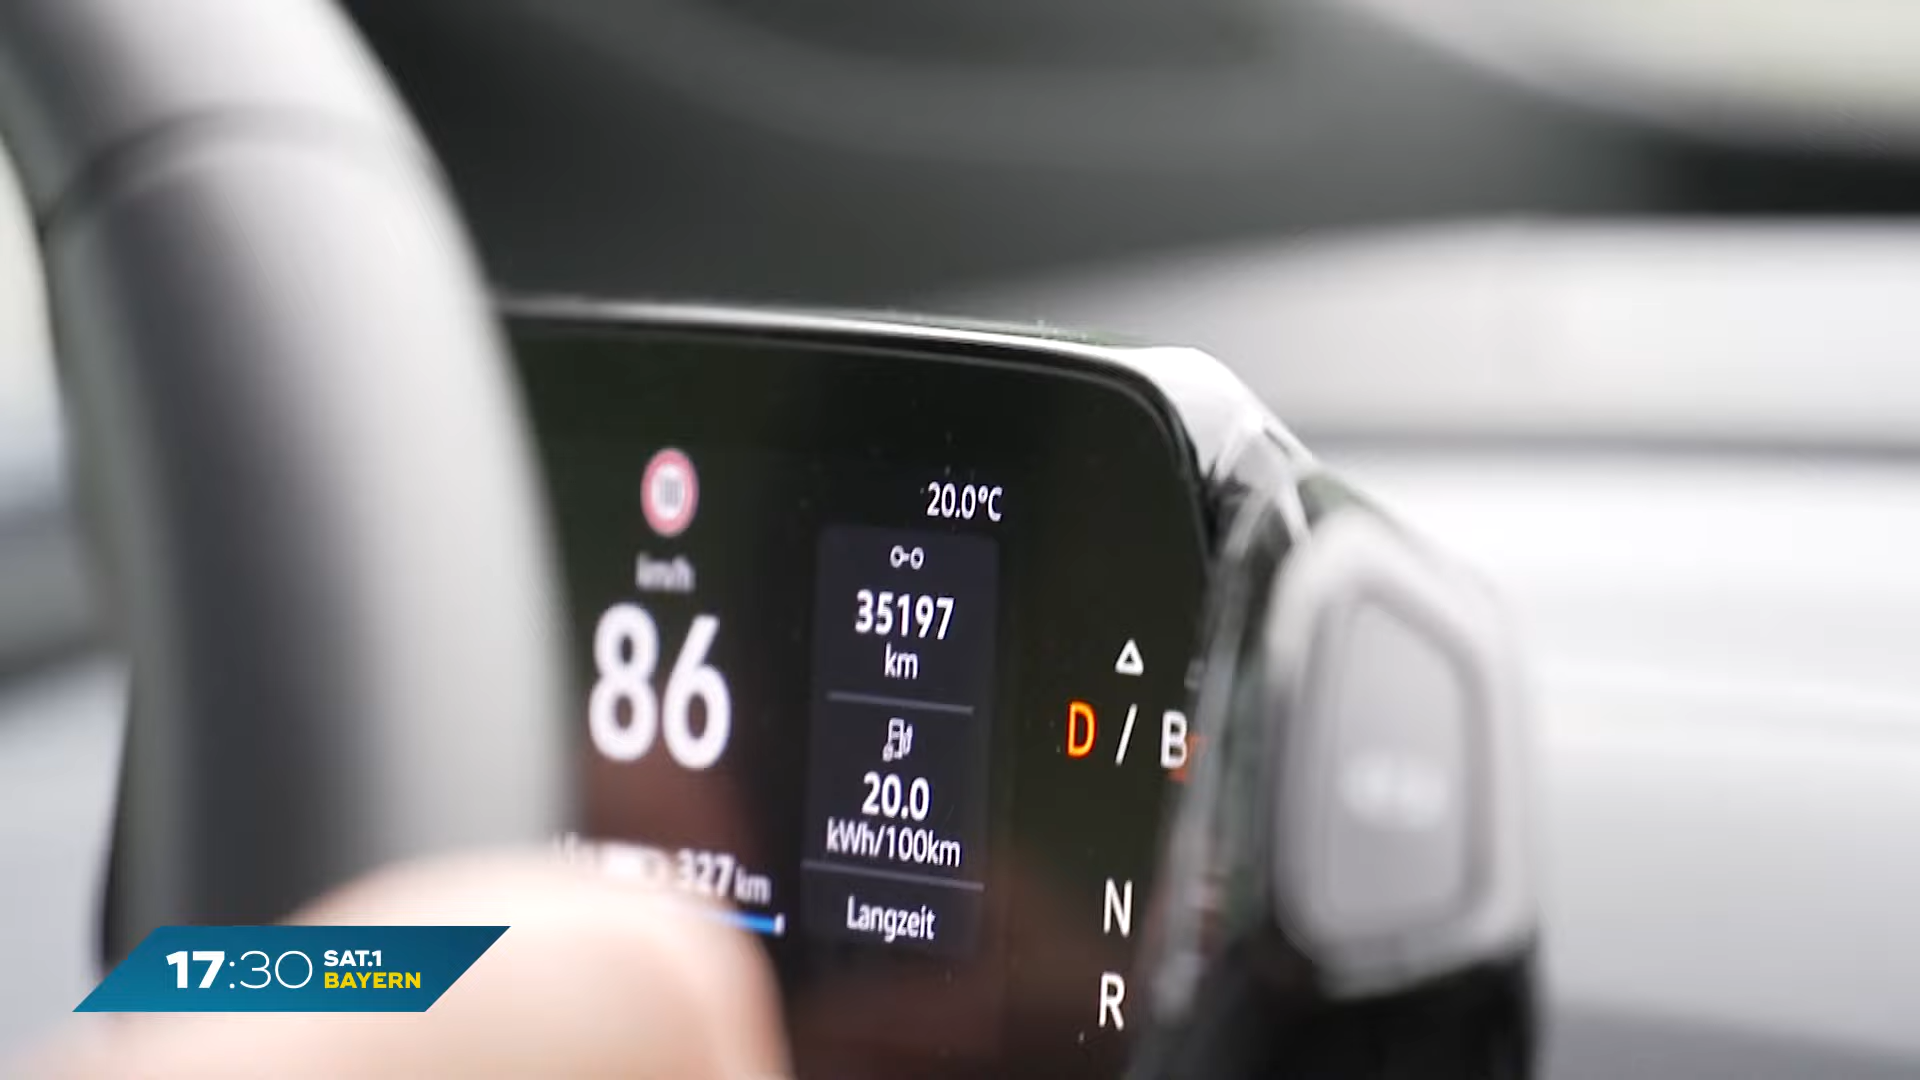 20.0°C
km/h
35197
km
86
D / B
20.0
kWh/100km
327 km
Langzeit
N
R
17:30 SAT.1
BAYERN